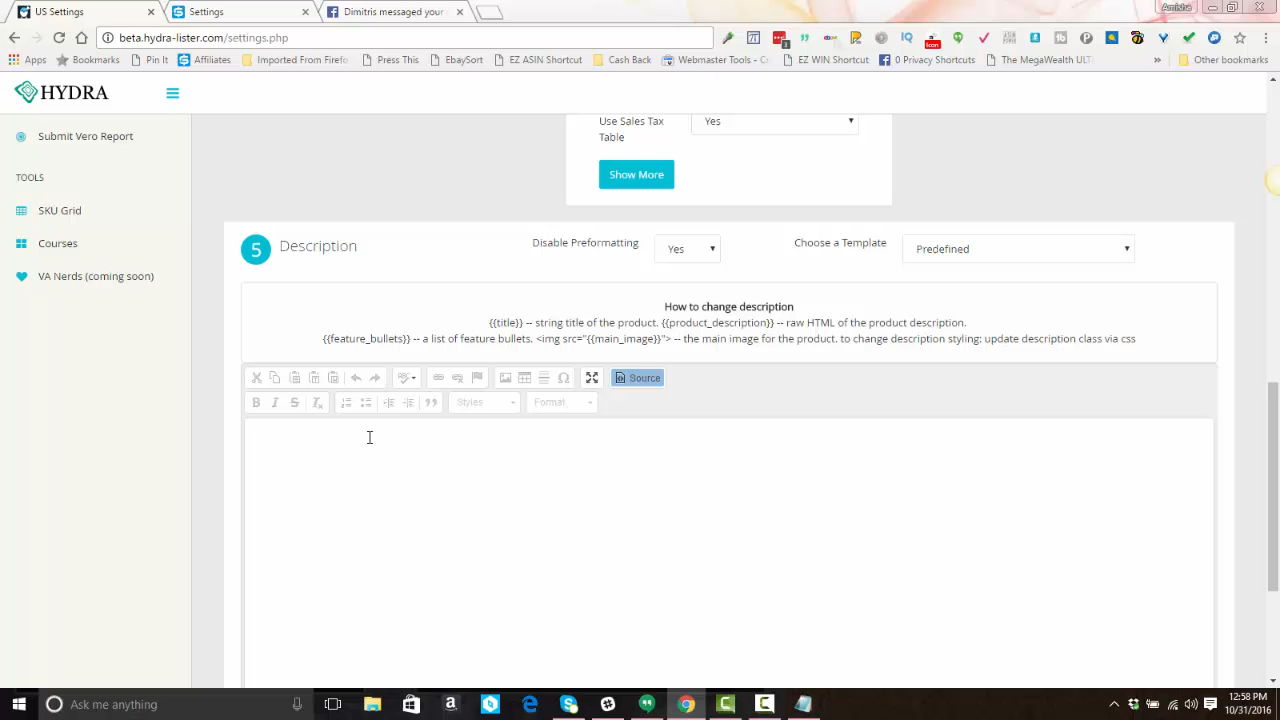 US Settings
Settings
Dimitris messaged your
beta.hydra-lister.com/settings.php
Apps
Bookmarks
Pin It
Affiliates
Imported From Firefo
Press This
EbaySort
EZ ASIN Shortcut
Cash Back
Webmaster Tools - C
EZ WIN Shortcut
0 Privacy Shortcuts
The MegaWealth ULT
Other bookmarks
HYDRA
Submit Vero Report
TOOLS
SKU Grid
Courses
VA Nerds (coming soon)
Use Sales Tax
Table
Yes
Show More
5
Description
Disable Preformatting
Yes
Choose a Template
Predefined
How to change description
{{title}} -- string title of the product. {{product_description}} -- raw HTML of the product description.
{{feature_bullets}} -- a list of feature bullets. <img src="{{main_image}}"> -- the main image for the product. to change description styling: update description class via css
Source
Styles
Format
Ask me anything
12:58 PM
10/31/2016